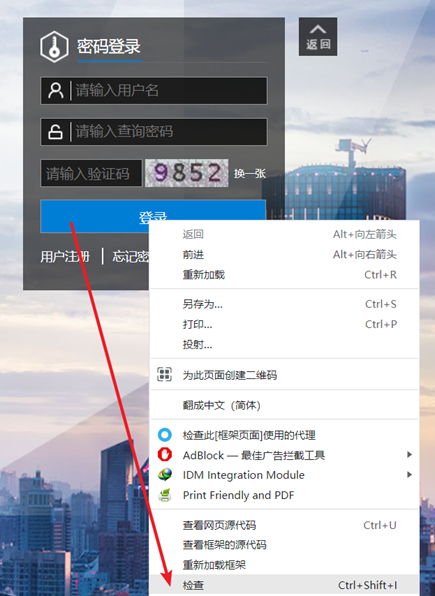 密码登录
返回
请输入用户名
请输入查询密码
请输入验证码 9852 换一张
登录
用户注册 忘记密
返回 Alt+向左箭头
前进 Alt+向右箭头
重新加载 Ctrl+R
另存为... Ctrl+S
打印... Ctrl+P
投射...
为此页面创建二维码
翻成中文（简体）
检查此[框架页面]使用的代理
AdBlock — 最佳广告拦截工具
IDM Integration Module
Print Friendly and PDF
查看网页源代码 Ctrl+U
查看框架的源代码
重新加载框架
检查 Ctrl+Shift+I